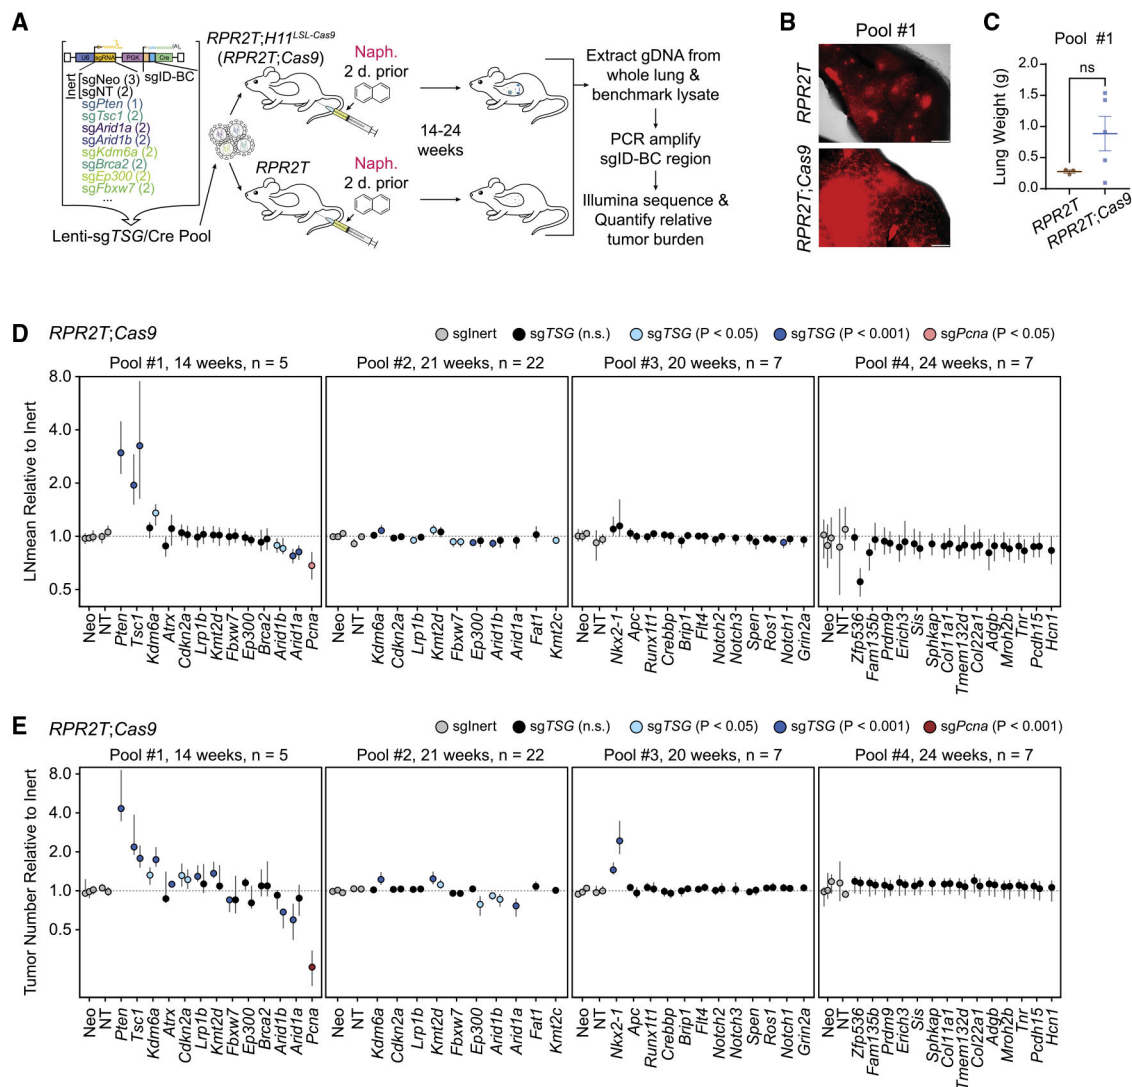 A
U6
sgRNA
PGK
Cre
(A)n
Inert
sgNeo (3)
sgNT (2)
sgID-BC
sgPten (1)
sgTsc1 (2)
sgArid1a (2)
sgArid1b (2)
sgKdm6a (2)
sgBrca2 (2)
sgEp300 (2)
sgFbxw7 (2)
...
Lenti-sgTSG/Cre Pool
RPR2T;H11LSL-Cas9
(RPR2T;Cas9)
Naph.
2 d. prior
RPR2T
Naph.
2 d. prior
14-24
weeks
Extract gDNA from
whole lung &
benchmark lysate
PCR amplify
sgID-BC region
Illumina sequence &
Quantify relative
tumor burden
B
Pool #1
RPR2T
RPR2T;Cas9
C
Pool #1
ns
Lung Weight (g)
2.0
1.5
1.0
0.5
0.0
RPR2T
RPR2T;Cas9
D
RPR2T;Cas9
sgInert
sgTSG (n.s.)
sgTSG (P < 0.05)
sgTSG (P < 0.001)
sgPcna (P < 0.05)
Pool #1, 14 weeks, n = 5
Pool #2, 21 weeks, n = 22
Pool #3, 20 weeks, n = 7
Pool #4, 24 weeks, n = 7
LNmean Relative to Inert
8.0
4.0
2.0
1.0
0.5
Neo NT Pten Tsc1 Kdm6a Atrx Cdkn2a Lrp1b Kmt2d Fbxw7 Ep300 Brca2 Arid1b Arid1a Pcna
Neo NT Kdm6a Cdkn2a Lrp1b Kmt2d Fbxw7 Ep300 Arid1b Arid1a Fat1 Kmt2c
Neo NT Nkx2-1 Apc Runx1t1 Crebbp Brip1 Flt4 Notch2 Notch3 Spen Ros1 Notch1 Grin2a
Neo NT Zfp536 Fam135b Prdm9 Erich3 Sis Sphkap Col11a1 Tmem132d Col22a1 Adgb Mroh2b Tnr Pcdh15 Hcn1
E
RPR2T;Cas9
sgInert
sgTSG (n.s.)
sgTSG (P < 0.05)
sgTSG (P < 0.001)
sgPcna (P < 0.001)
Pool #1, 14 weeks, n = 5
Pool #2, 21 weeks, n = 22
Pool #3, 20 weeks, n = 7
Pool #4, 24 weeks, n = 7
Tumor Number Relative to Inert
8.0
4.0
2.0
1.0
0.5
Neo NT Pten Tsc1 Kdm6a Atrx Cdkn2a Lrp1b Kmt2d Fbxw7 Ep300 Brca2 Arid1b Arid1a Pcna
Neo NT Kdm6a Cdkn2a Lrp1b Kmt2d Fbxw7 Ep300 Arid1b Arid1a Fat1 Kmt2c
Neo NT Nkx2-1 Apc Runx1t1 Crebbp Brip1 Flt4 Notch2 Notch3 Spen Ros1 Notch1 Grin2a
Neo NT Zfp536 Fam135b Prdm9 Erich3 Sis Sphkap Col11a1 Tmem132d Col22a1 Adgb Mroh2b Tnr Pcdh15 Hcn1